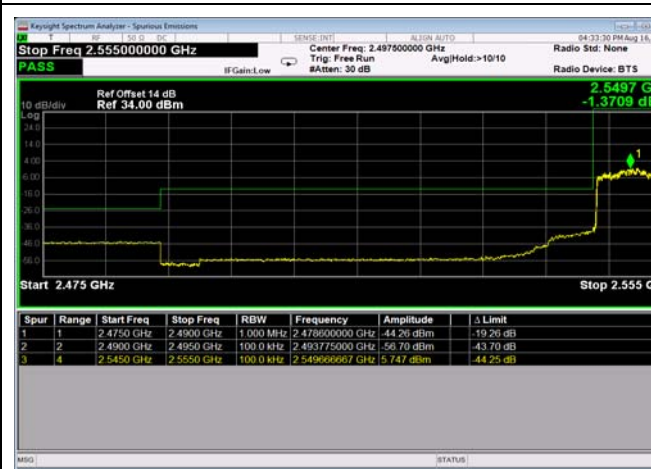 Keysight Spectrum Analyzer - Spurious Emissions
T RF 50 Ω DC SENSE:INT ALIGN AUTO 04:33:30 PM Aug 16,
Stop Freq 2.555000000 GHz Center Freq: 2.497500000 GHz Radio Std: None
Trig: Free Run Avg|Hold:>10/10
PASS IFGain:Low #Atten: 30 dB Radio Device: BTS
2.5497 G
Ref Offset 14 dB
10 dB/div Ref 34.00 dBm -1.3709 d
Log
24.0
14.0
4.00
1
-6.00
-16.0
-26.0
-36.0
-46.0
-56.0
Start 2.475 GHz Stop 2.555 G
Spur Range Start Freq Stop Freq RBW Frequency Amplitude Δ Limit
1 1 2.4750 GHz 2.4900 GHz 1.000 MHz 2.478600000 GHz -44.26 dBm -19.26 dB
2 2 2.4900 GHz 2.4950 GHz 100.0 kHz 2.493775000 GHz -56.70 dBm -43.70 dB
3 4 2.5450 GHz 2.5550 GHz 100.0 kHz 2.549666667 GHz 5.747 dBm -44.25 dB
MSG STATUS